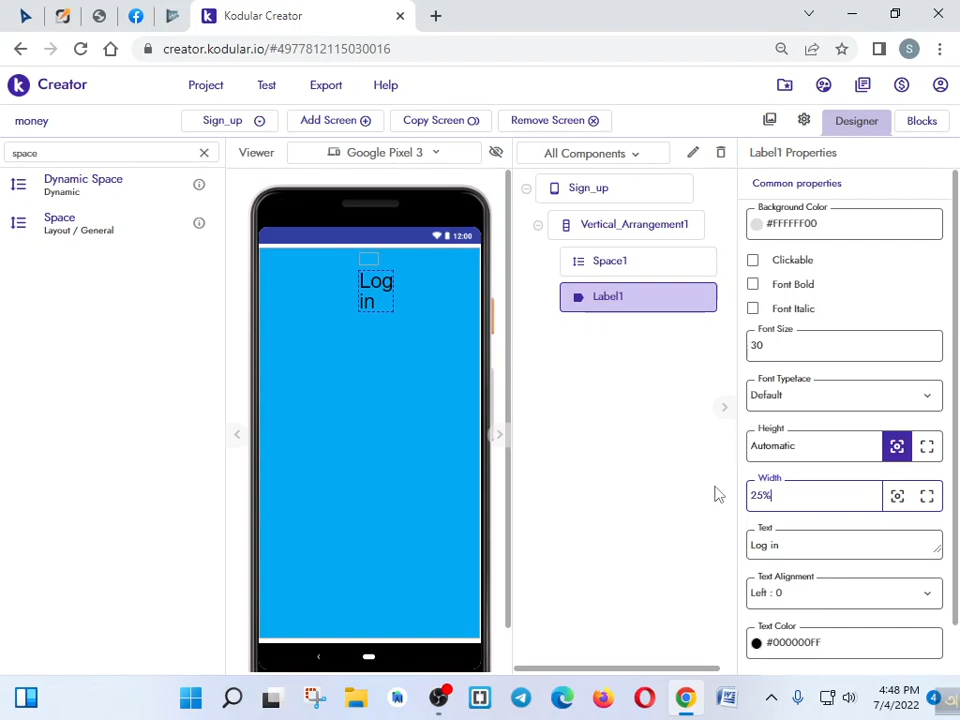 Kodular Creator
creator.kodular.io/#4977812115030016
S
Creator
Project
Test
Export
Help
money
Sign_up
Add Screen
Copy Screen
Remove Screen
Designer
Blocks
space
Viewer
Google Pixel 3
All Components
Label1 Properties
Dynamic Space
Dynamic
Space
Layout / General
12:00
Log
in
Sign_up
Vertical_Arrangement1
Space1
Label1
Common properties
Background Color
#FFFFFF00
Clickable
Font Bold
Font Italic
Font Size
30
Font Typeface
Default
Height
Automatic
Width
25%
Text
Log in
Text Alignment
Left : 0
Text Color
#000000FF
4:48 PM
7/4/2022
4